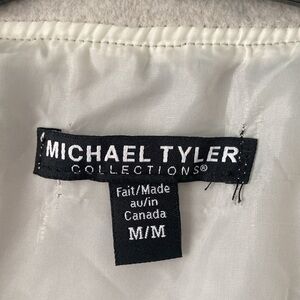 MICHAEL TYLER
COLLECTIONS®
Fait/Made
au/in
Canada
M/M